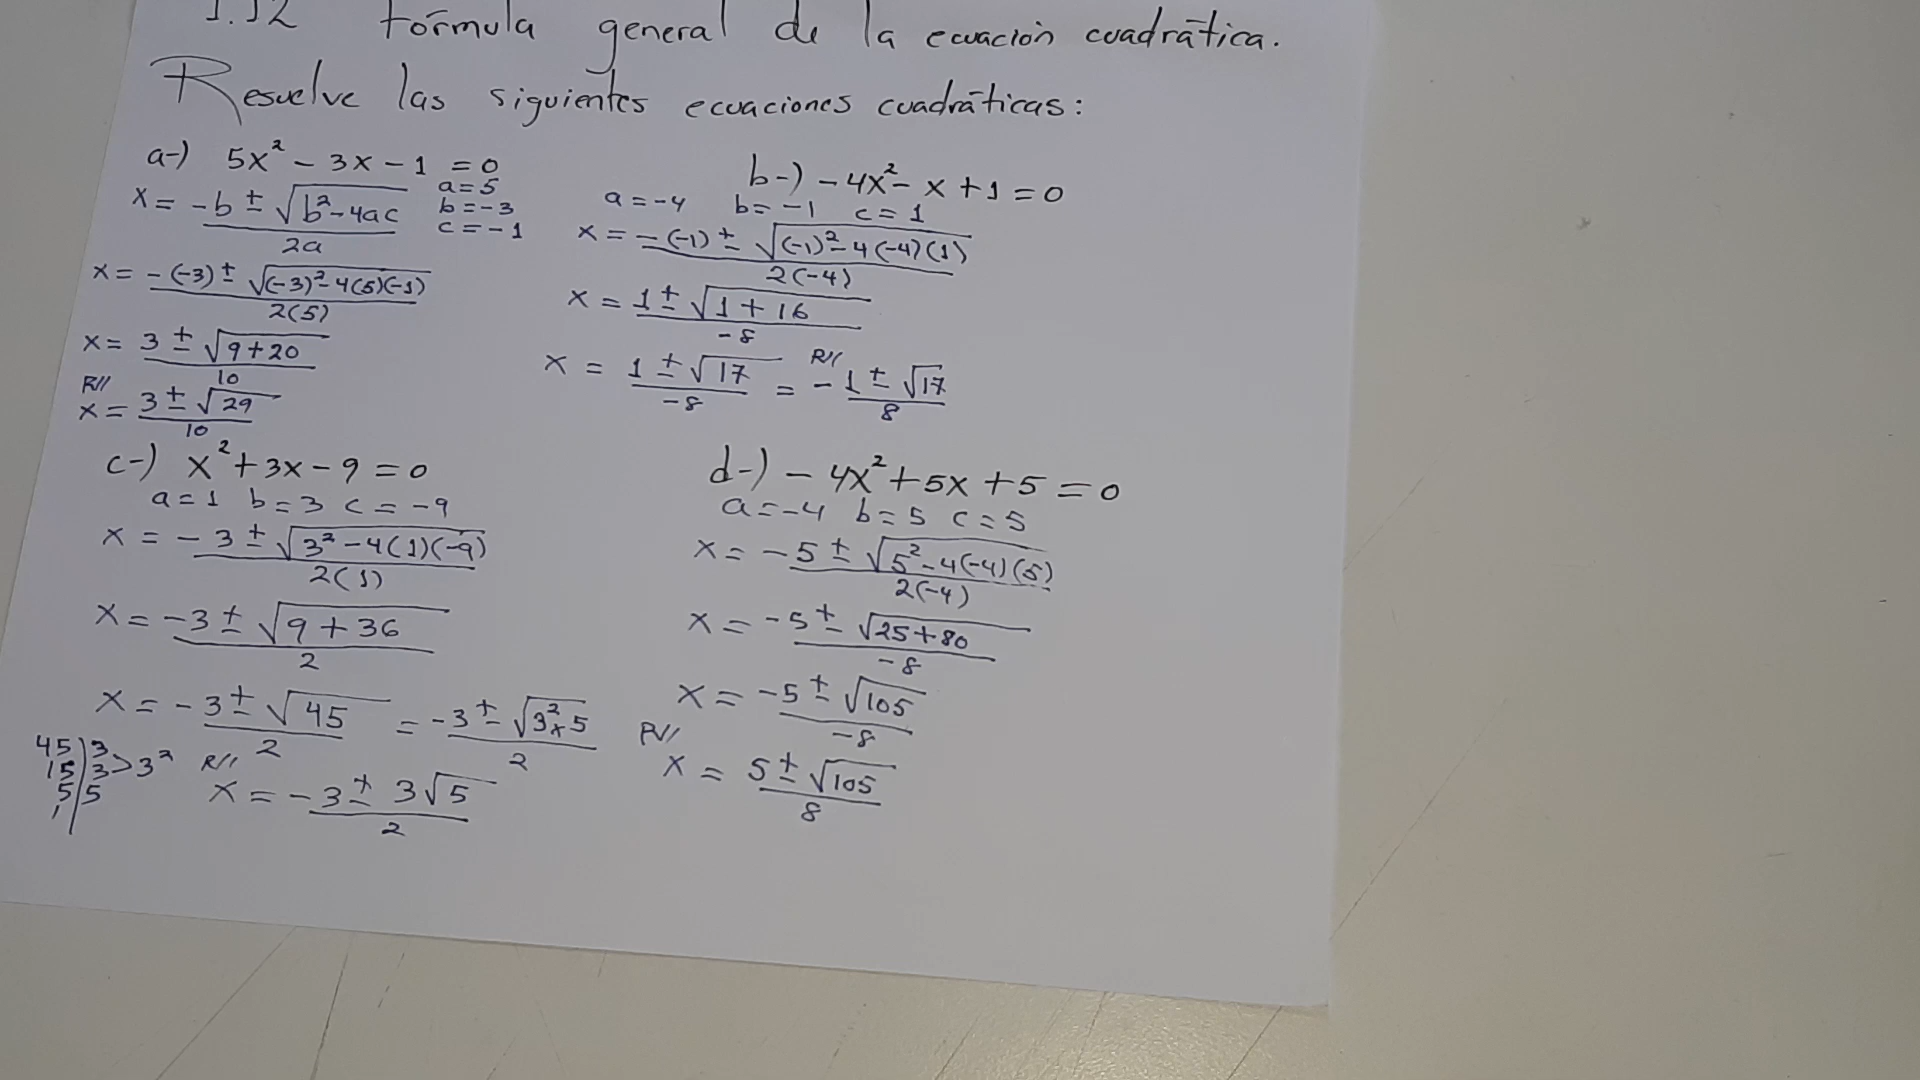 1.12 fórmula general de la ecuación cuadrática.
Resuelve las siguientes ecuaciones cuadráticas:
a-) 5x² - 3x - 1 = 0
x = (-b ± √(b²-4ac)) / 2a
a=5
b=-3
c=-1
x = (-(-3) ± √((-3)²-4(5)(-1))) / 2(5)
x = (3 ± √(9+20)) / 10
R//
x = (3 ± √29) / 10
b-) -4x² - x + 1 = 0
a=-4 b=-1 c=1
x = (-(-1) ± √((-1)²-4(-4)(1))) / 2(-4)
x = (1 ± √(1+16)) / -8
x = (1 ± √17) / -8 = R// (-1 ± √17) / 8
c-) x² + 3x - 9 = 0
a=1 b=3 c=-9
x = (-3 ± √(3²-4(1)(-9))) / 2(1)
x = (-3 ± √(9+36)) / 2
x = (-3 ± √45) / 2 = (-3 ± √(3²x5)) / 2
45 | 3
15 | 3 > 3²
5 | 5
1 |
R//
x = (-3 ± 3√5) / 2
d-) -4x² + 5x + 5 = 0
a=-4 b=5 c=5
x = (-5 ± √(5²-4(-4)(5))) / 2(-4)
x = (-5 ± √(25+80)) / -8
x = (-5 ± √105) / -8
R//
x = (5 ± √105) / 8